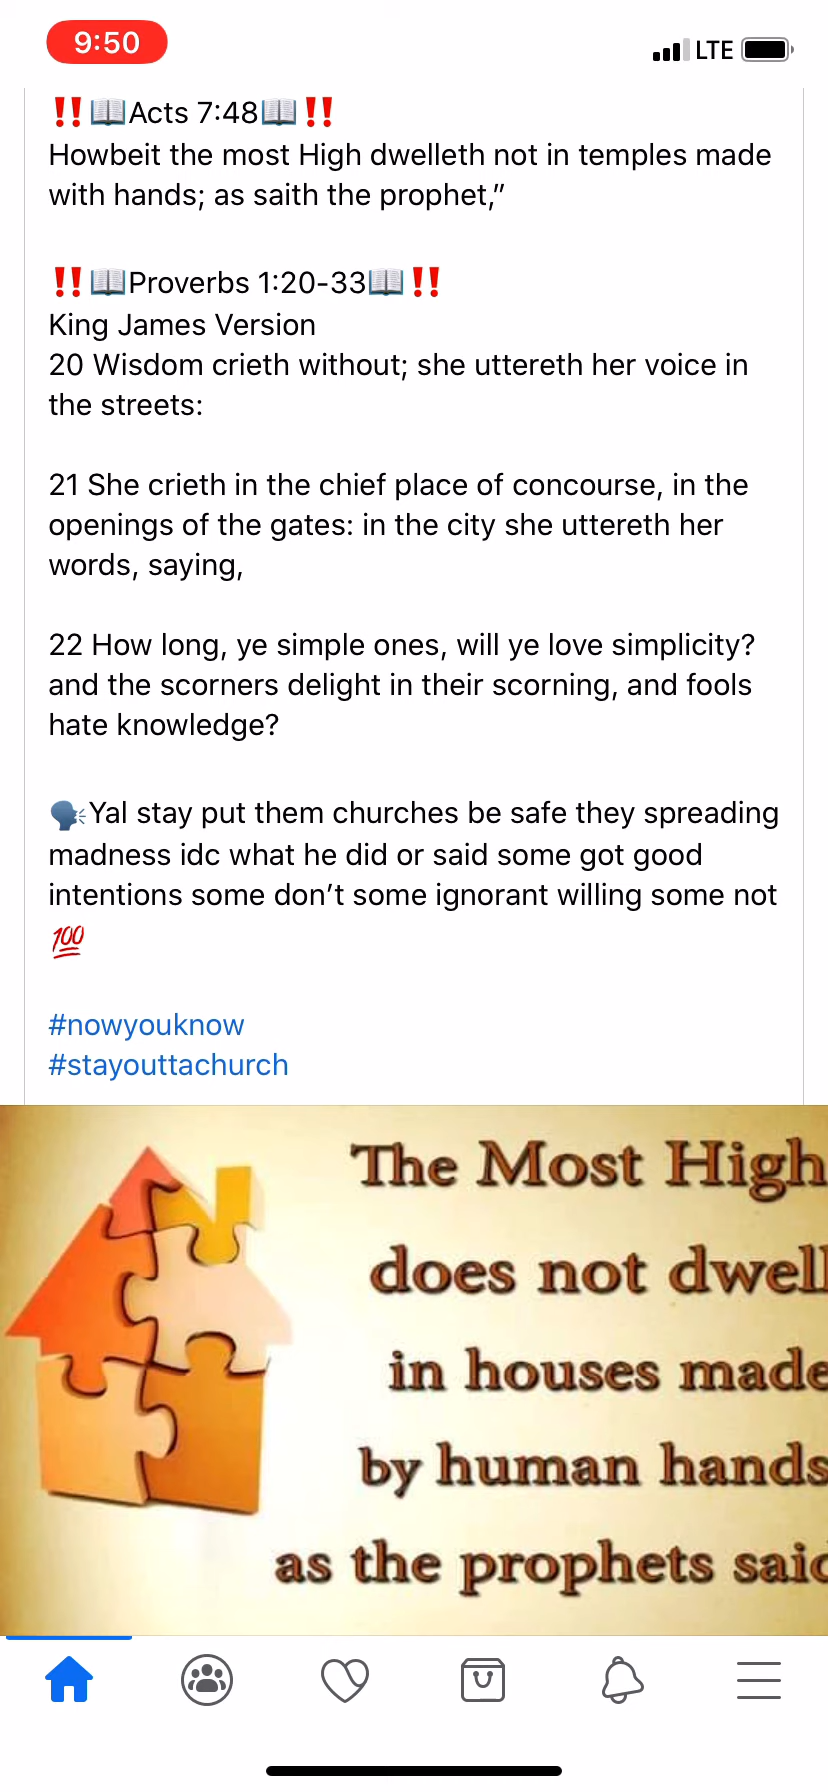 9:50
LTE
‼️📖Acts 7:48📖‼️
Howbeit the most High dwelleth not in temples made
with hands; as saith the prophet,”
‼️📖Proverbs 1:20-33📖‼️
King James Version
20 Wisdom crieth without; she uttereth her voice in
the streets:
21 She crieth in the chief place of concourse, in the
openings of the gates: in the city she uttereth her
words, saying,
22 How long, ye simple ones, will ye love simplicity?
and the scorners delight in their scorning, and fools
hate knowledge?
🗣️Yal stay put them churches be safe they spreading
madness idc what he did or said some got good
intentions some don’t some ignorant willing some not
💯
#nowyouknow
#stayouttachurch
The Most High
does not dwell
in houses made
by human hands
as the prophets said